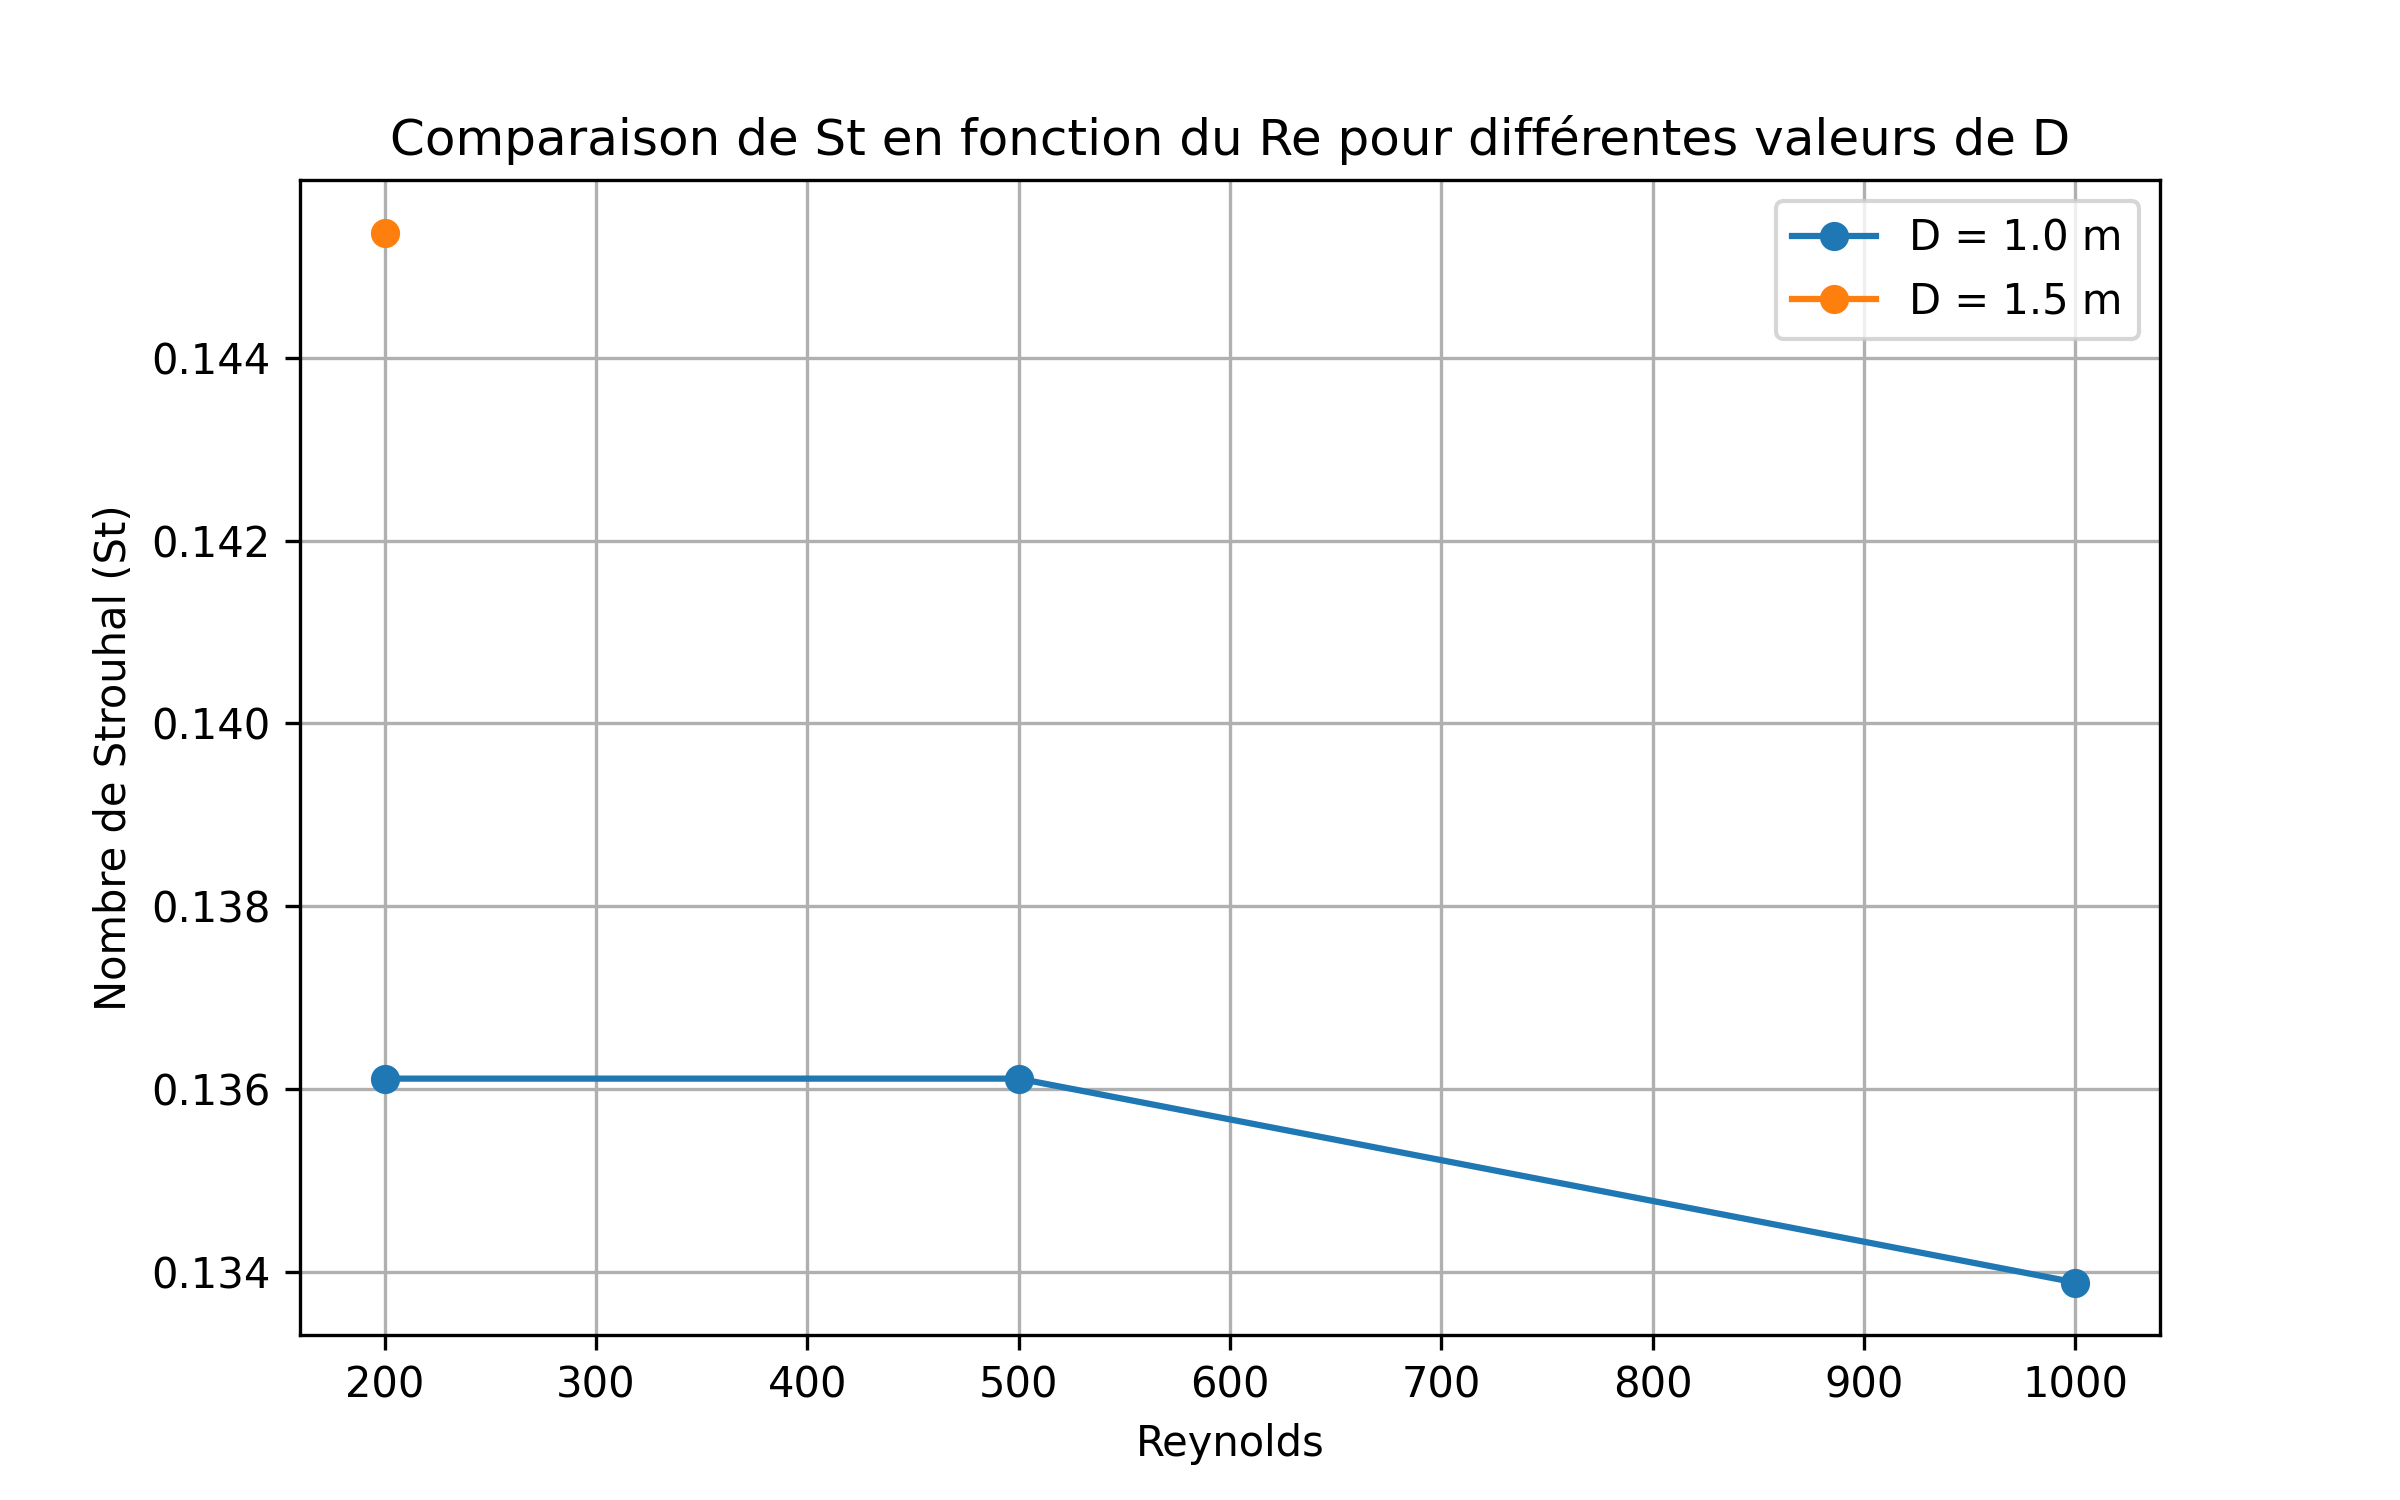 Comparaison de St en fonction du Re pour différentes valeurs de D
D = 1.0 m
D = 1.5 m
Nombre de Strouhal (St)
0.144
0.142
0.140
0.138
0.136
0.134
200 300 400 500 600 700 800 900 1000
Reynolds